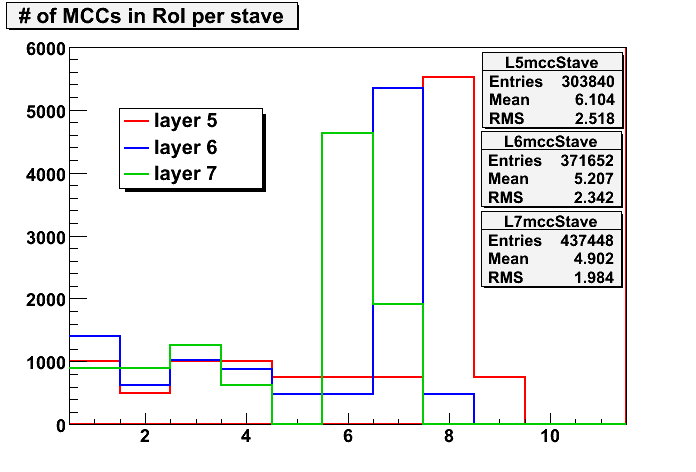 # of MCCs in RoI per stave
6000
5000
4000
3000
2000
1000
0
layer 5
layer 6
layer 7
L5mccStave
Entries 303840
Mean 6.104
RMS 2.518
L6mccStave
Entries 371652
Mean 5.207
RMS 2.342
L7mccStave
Entries 437448
Mean 4.902
RMS 1.984
2 4 6 8 10